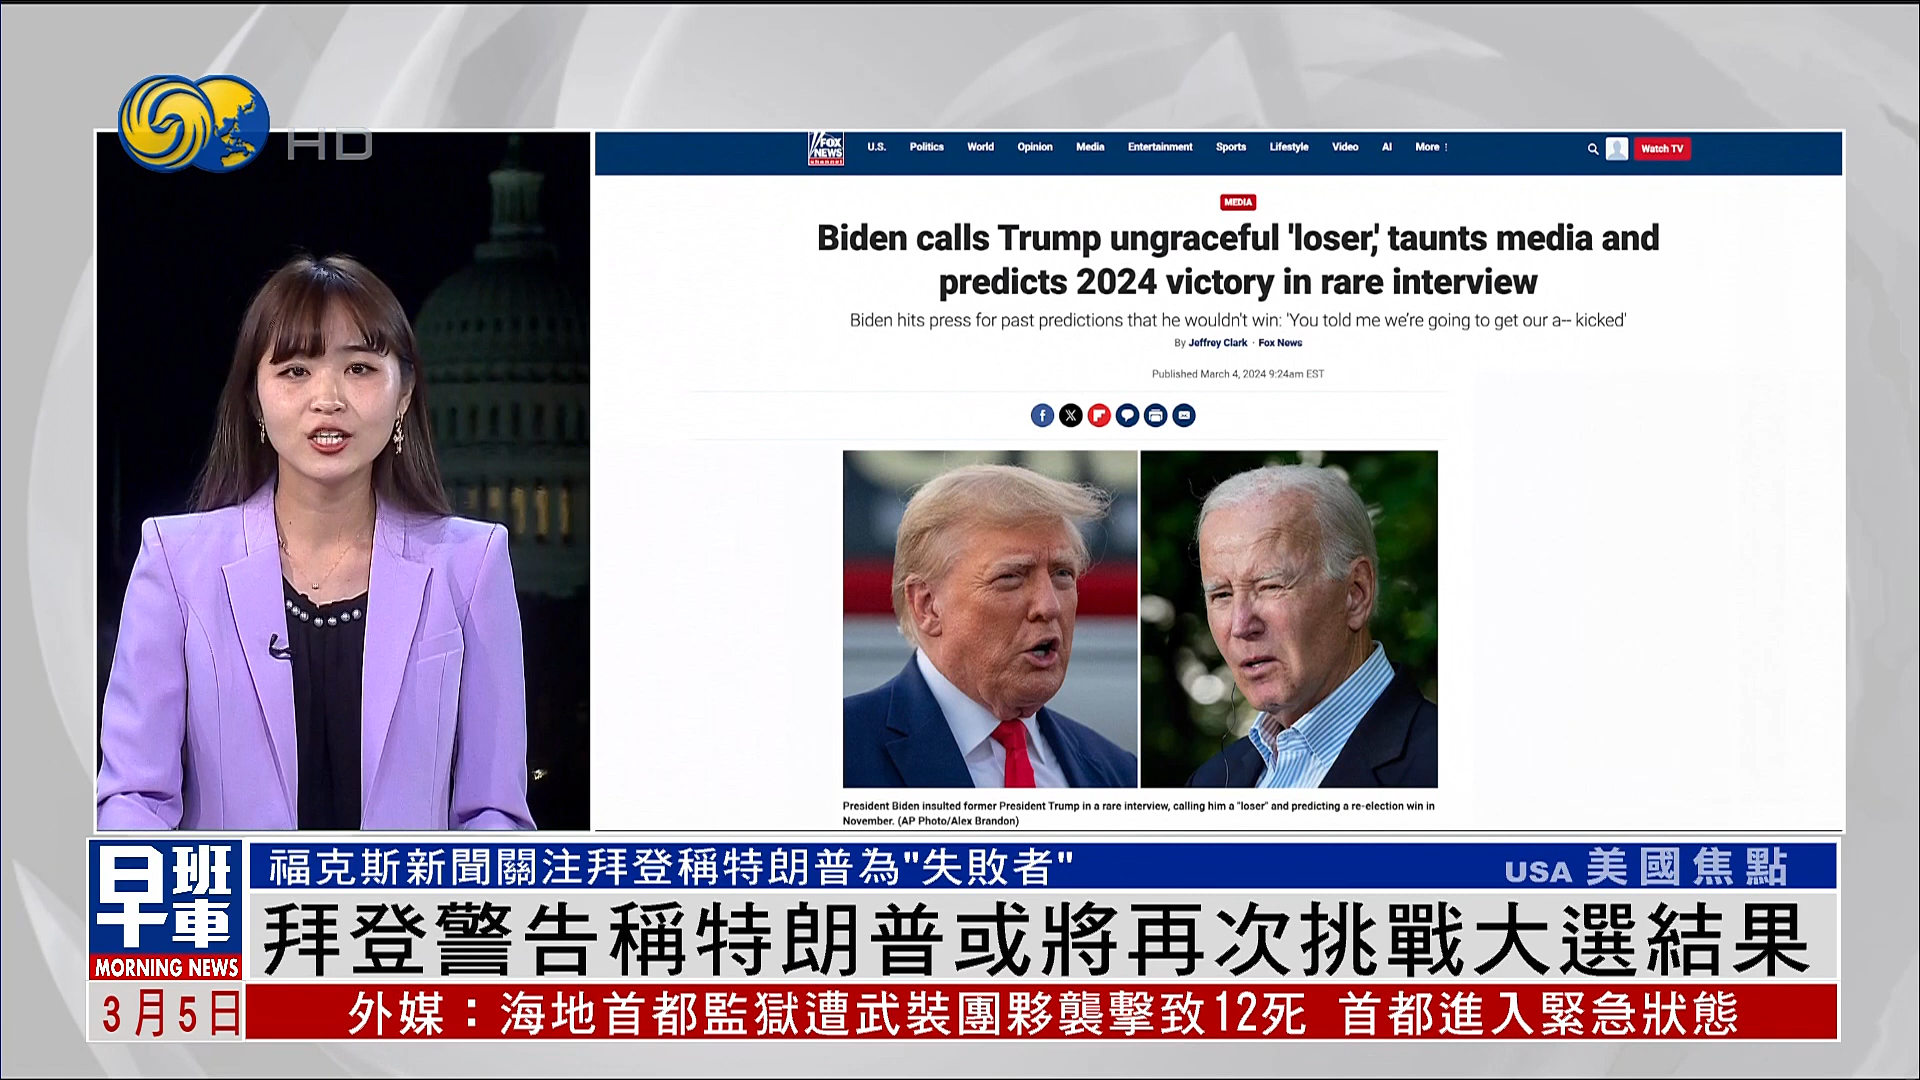 HD
FOX
NEWS
channel
U.S. Politics World Opinion Media Entertainment Sports Lifestyle Video AI More
Watch TV
MEDIA
Biden calls Trump ungraceful 'loser,' taunts media and
predicts 2024 victory in rare interview
Biden hits press for past predictions that he wouldn't win: 'You told me we're going to get our a-- kicked'
By Jeffrey Clark · Fox News
Published March 4, 2024 9:24am EST
President Biden insulted former President Trump in a rare interview, calling him a "loser" and predicting a re-election win in
November. (AP Photo/Alex Brandon)
早班車
MORNING NEWS
福克斯新聞關注拜登稱特朗普為"失敗者"
USA 美國焦點
拜登警告稱特朗普或將再次挑戰大選結果
3月5日
外媒：海地首都監獄遭武裝團夥襲擊致12死 首都進入緊急狀態